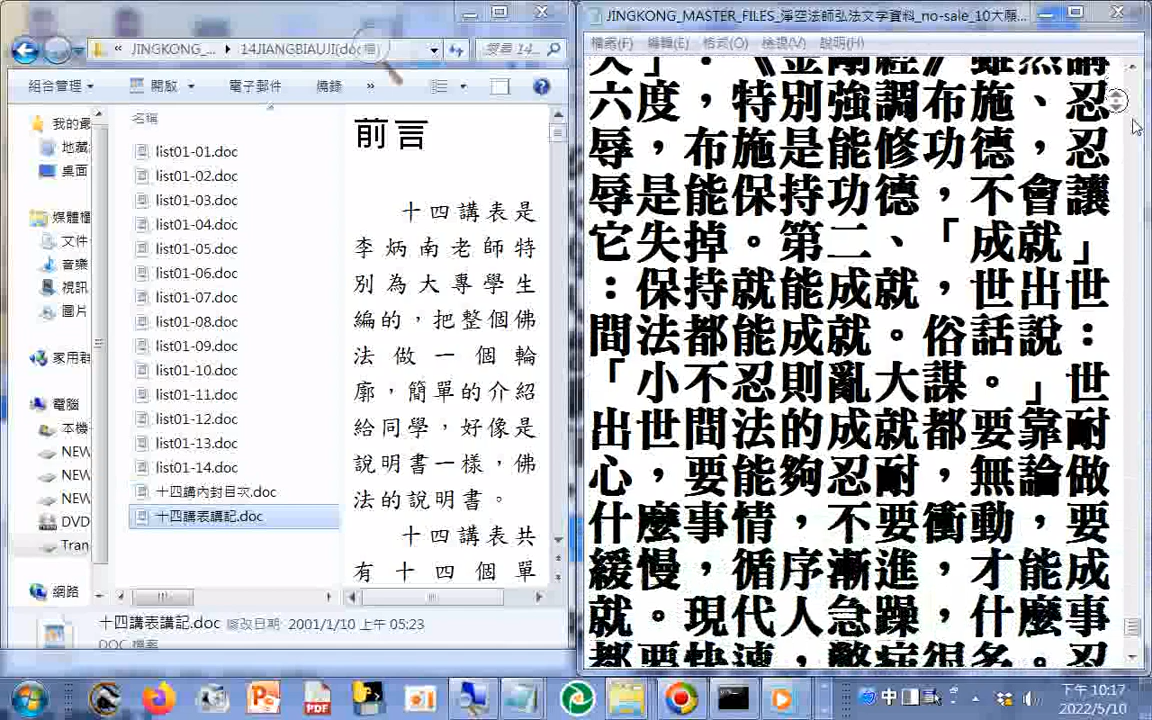 JINGKONG_...
14JIANGBIAUJI(doc檔)
搜尋 14...
組合管理
開啟
電子郵件
燒錄
»
我的最
地藏
桌面
媒體櫃
文件
音樂
視訊
圖片
家用群
電腦
本機
NEW
NEW
NEW
DVD
Tran
網路
名稱
list01-01.doc
list01-02.doc
list01-03.doc
list01-04.doc
list01-05.doc
list01-06.doc
list01-07.doc
list01-08.doc
list01-09.doc
list01-10.doc
list01-11.doc
list01-12.doc
list01-13.doc
list01-14.doc
十四講內封目次.doc
十四講表講記.doc
前言
十四講表是
李炳南老師特
別為大專學生
編的，把整個佛
法做一個輪
廓，簡單的介紹
給同學，好像是
說明書一樣，佛
法的說明書。
十四講表共
有十四個單
十四講表講記.doc 修改日期: 2001/1/10 上午 05:23
DOC 檔案
JINGKONG_MASTER_FILES_淨空法師弘法文字資料_no-sale_10大願...
檔案(F) 編輯(E) 格式(O) 檢視(V) 說明(H)
》雖然講
六度，特別強調布施、忍
辱，布施是能修功德，忍
辱是能保持功德，不會讓
它失掉。第二、「成就」
：保持就能成就，世出世
間法都能成就。俗話說：
「小不忍則亂大謀。」世
出世間法的成就都要靠耐
心，要能夠忍耐，無論做
什麼事情，不要衝動，要
緩慢，循序漸進，才能成
就。現代人急躁，什麼事
都要快速，弊病很多。忍
中
下午 10:17
2022/5/10